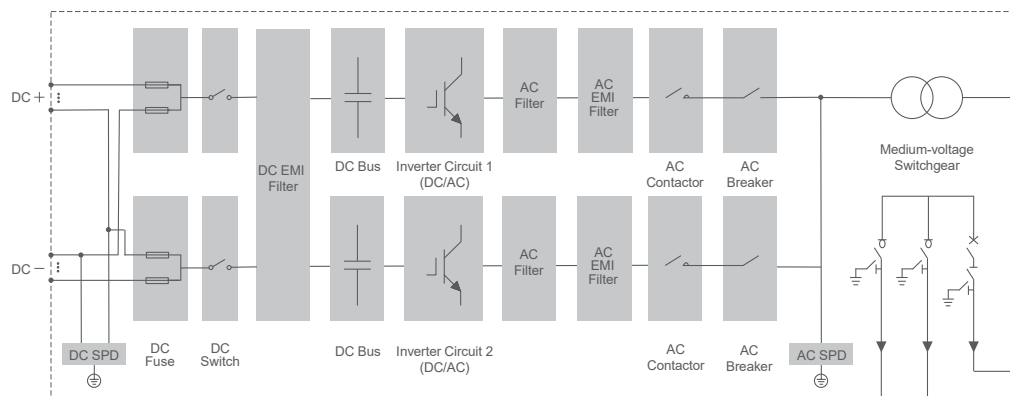 DC +
DC EMI
Filter
DC Bus
Inverter Circuit 1
(DC/AC)
AC
Filter
AC
EMI
Filter
AC
Contactor
AC
Breaker
Medium-voltage
Switchgear
DC −
DC SPD
DC
Fuse
DC
Switch
DC Bus
Inverter Circuit 2
(DC/AC)
AC
Filter
AC
EMI
Filter
AC
Contactor
AC
Breaker
AC SPD